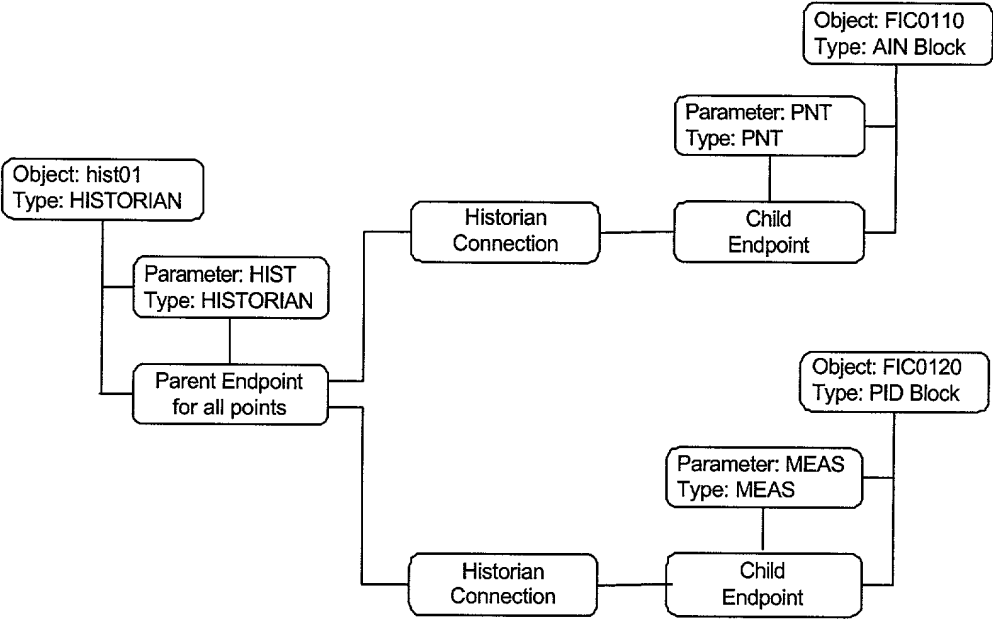 Object: FIC0110
Type: AIN Block
Parameter: PNT
Type: PNT
Object: hist01
Type: HISTORIAN
Historian
Connection
Child
Endpoint
Parameter: HIST
Type: HISTORIAN
Parent Endpoint
for all points
Object: FIC0120
Type: PID Block
Parameter: MEAS
Type: MEAS
Historian
Connection
Child
Endpoint